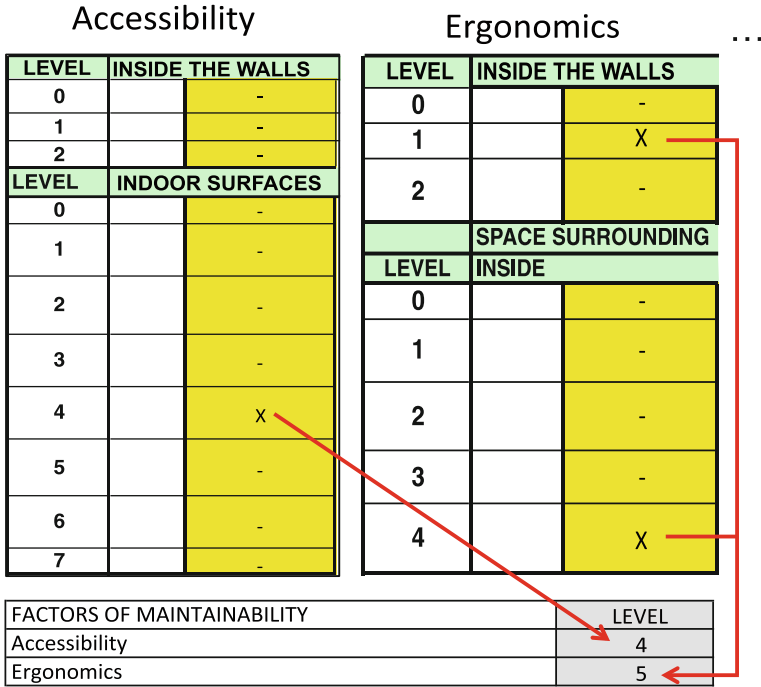 Accessibility
LEVEL INSIDE THE WALLS
0 -
1 -
2 -
LEVEL INDOOR SURFACES
0 -
1 -
2 -
3 -
4 X
5 -
6 -
7 -
Ergonomics ...
LEVEL INSIDE THE WALLS
0 -
1 X
2 -
SPACE SURROUNDING
LEVEL INSIDE
0 -
1 -
2 -
3 -
4 X
FACTORS OF MAINTAINABILITY LEVEL
Accessibility 4
Ergonomics 5